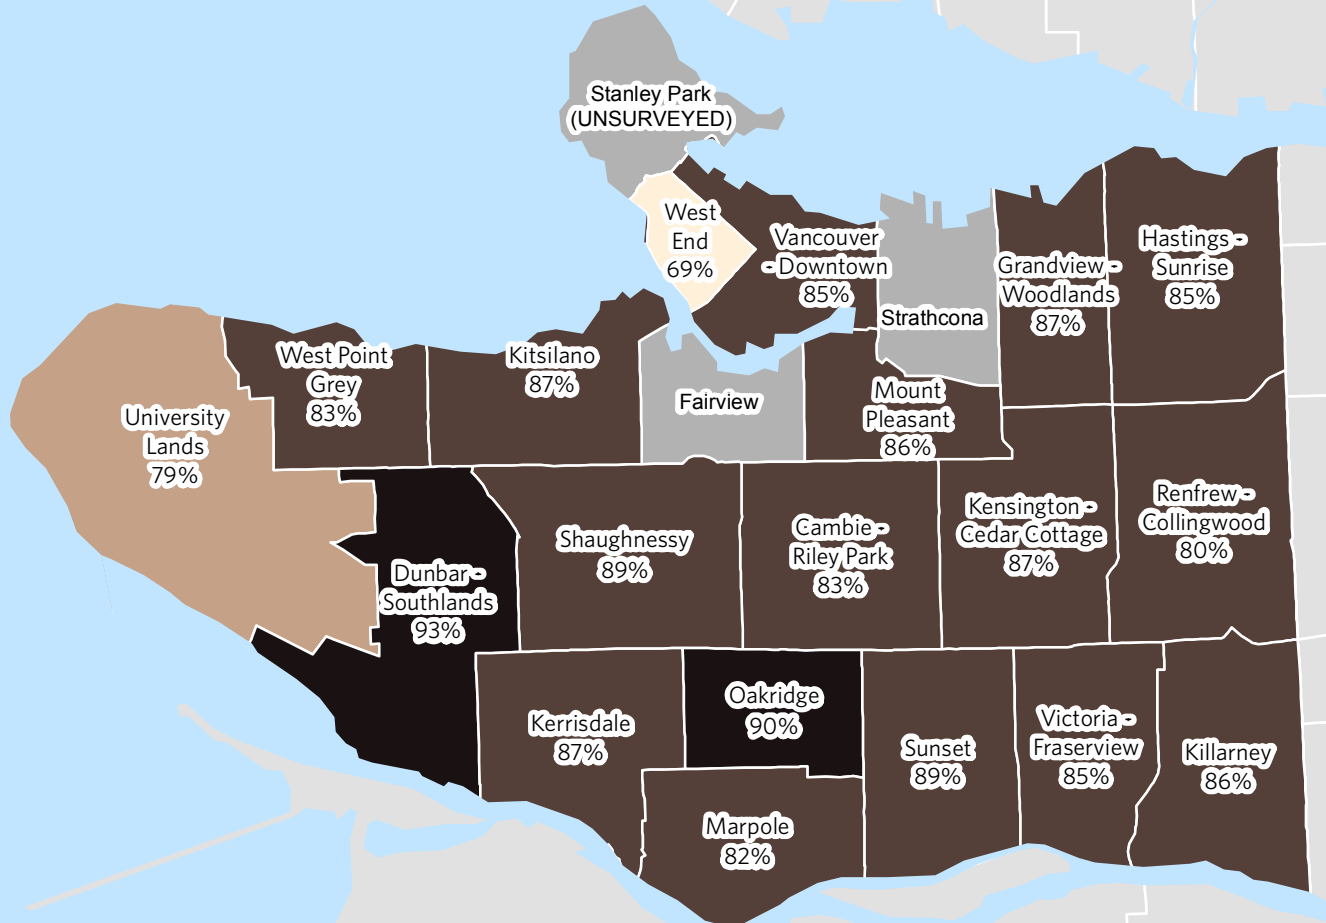 Stanley Park
(UNSURVEYED)
West
End
69%
Vancouver
- Downtown
85%
Strathcona
Grandview -
Woodlands
87%
Hastings -
Sunrise
85%
West Point
Grey
83%
Kitsilano
87%
Fairview
Mount
Pleasant
86%
University
Lands
79%
Dunbar -
Southlands
93%
Shaughnessy
89%
Cambie -
Riley Park
83%
Kensington -
Cedar Cottage
87%
Renfrew -
Collingwood
80%
Kerrisdale
87%
Oakridge
90%
Marpole
82%
Sunset
89%
Victoria -
Fraserview
85%
Killarney
86%